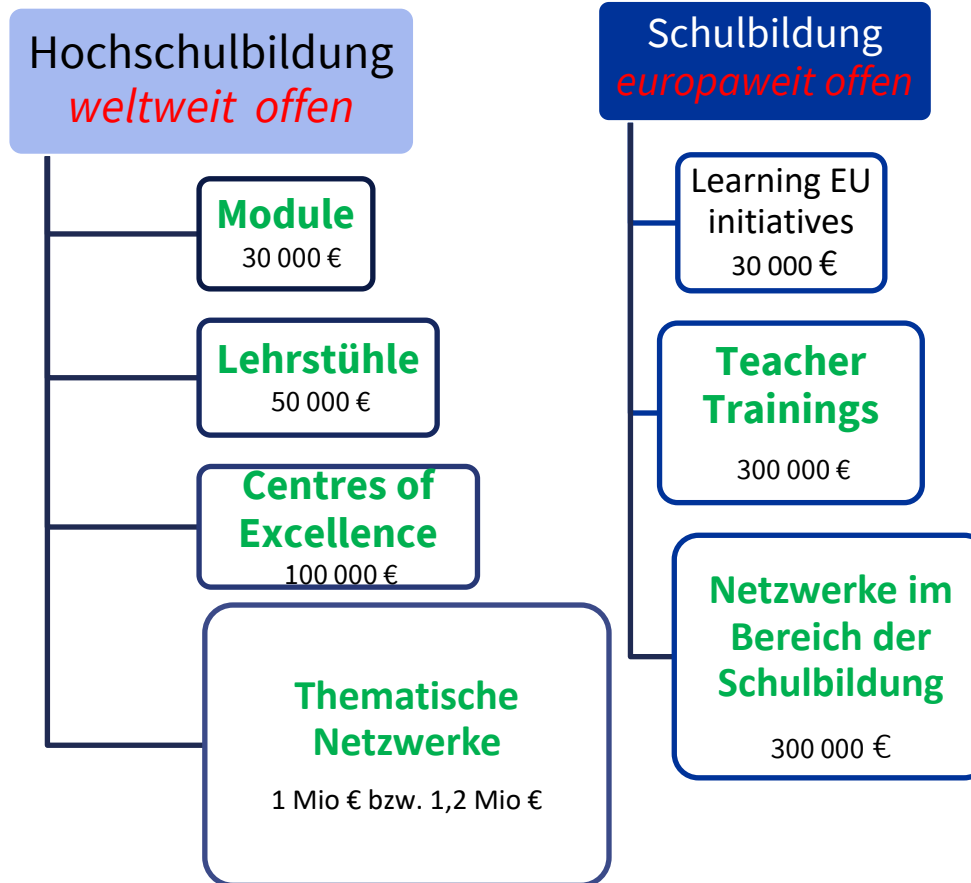 Hochschulbildung
weltweit offen
Module
30 000 €
Lehrstühle
50 000 €
Centres of
Excellence
100 000 €
Thematische
Netzwerke
1 Mio € bzw. 1,2 Mio €
Schulbildung
europaweit offen
Learning EU
initiatives
30 000 €
Teacher
Trainings
300 000 €
Netzwerke im
Bereich der
Schulbildung
300 000 €